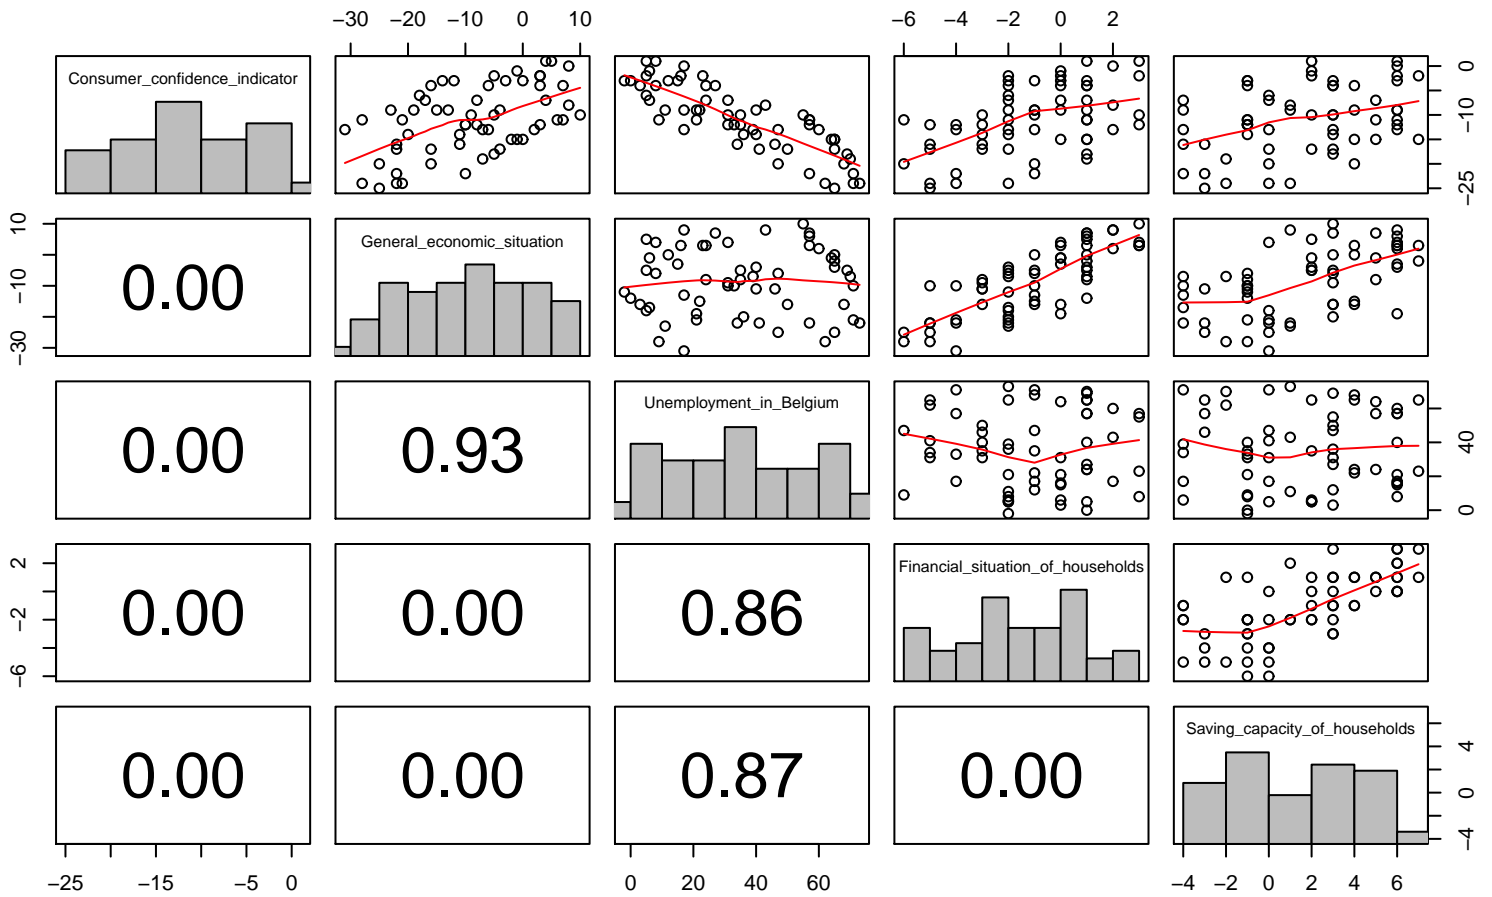 −30 −20 −10 0 10 −6 −4 −2 0 2
Consumer_confidence_indicator
0 −10 −25
10 −10 −30
0.00
General_economic_situation
0.00 0.93
Unemployment_in_Belgium
40 0
2 −2 −6
0.00 0.00 0.86
Financial_situation_of_households
0.00 0.00 0.87 0.00
Saving_capacity_of_households
4 0 −4
−25 −15 −5 0 0 20 40 60 −4 −2 0 2 4 6